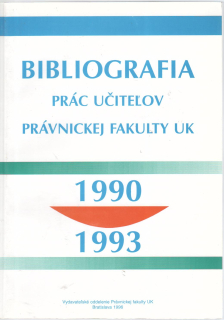 BIBLIOGRAFIA
PRÁC UČITEĽOV
PRÁVNICKEJ FAKULTY UK
1990
1993
Vydavateľské oddelenie Právnickej fakulty UK
Bratislava 1996